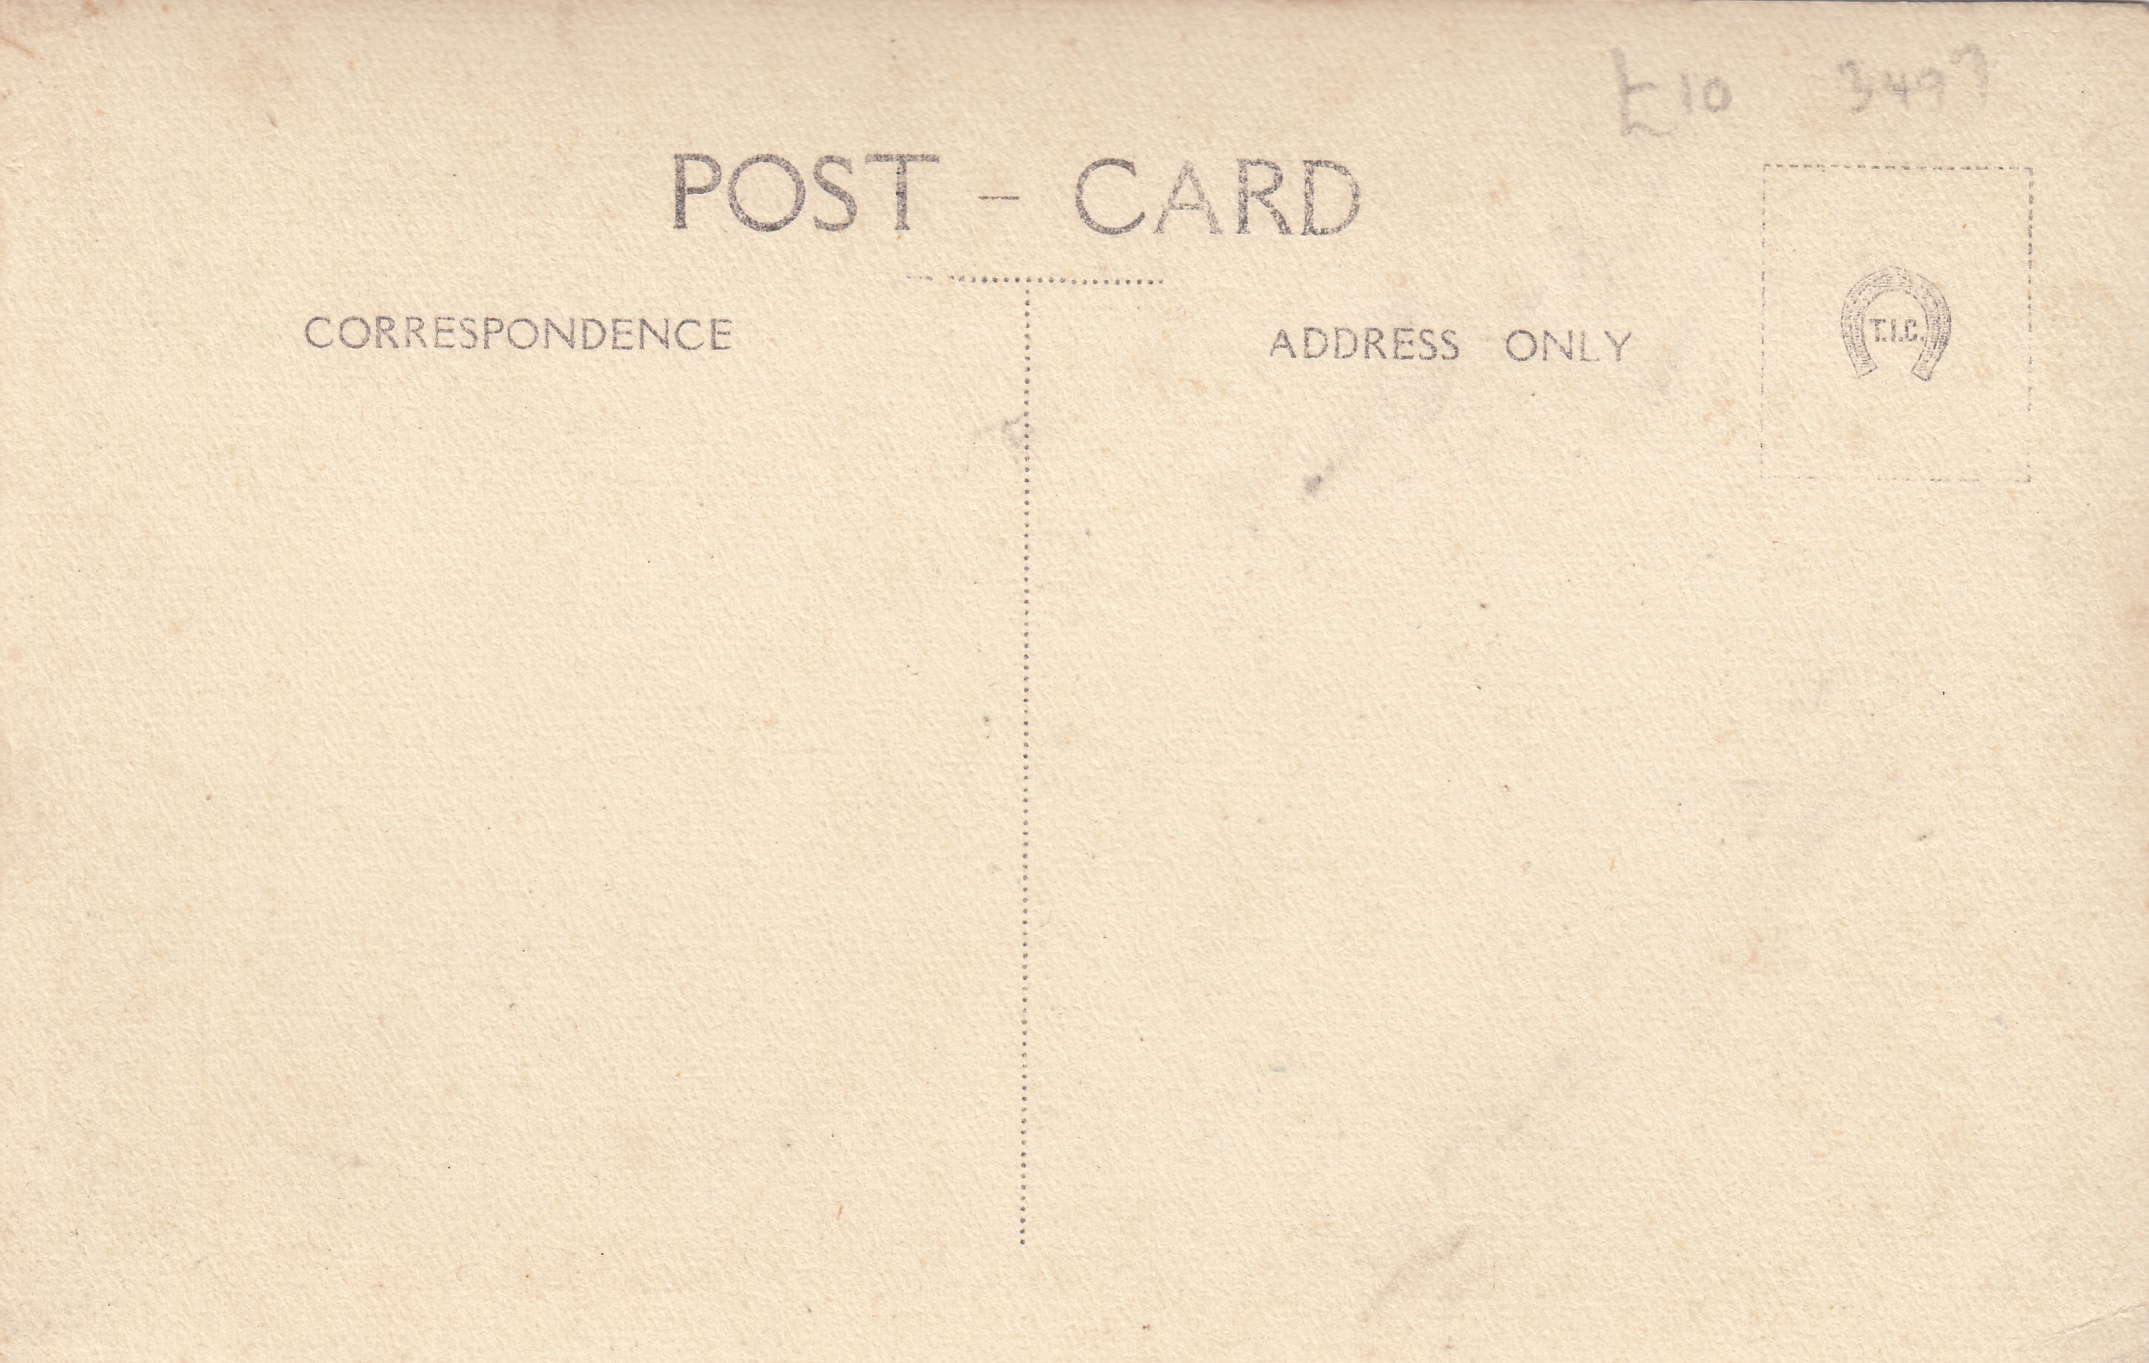 £10 3497
POST - CARD
CORRESPONDENCE
ADDRESS ONLY
T.I.C.